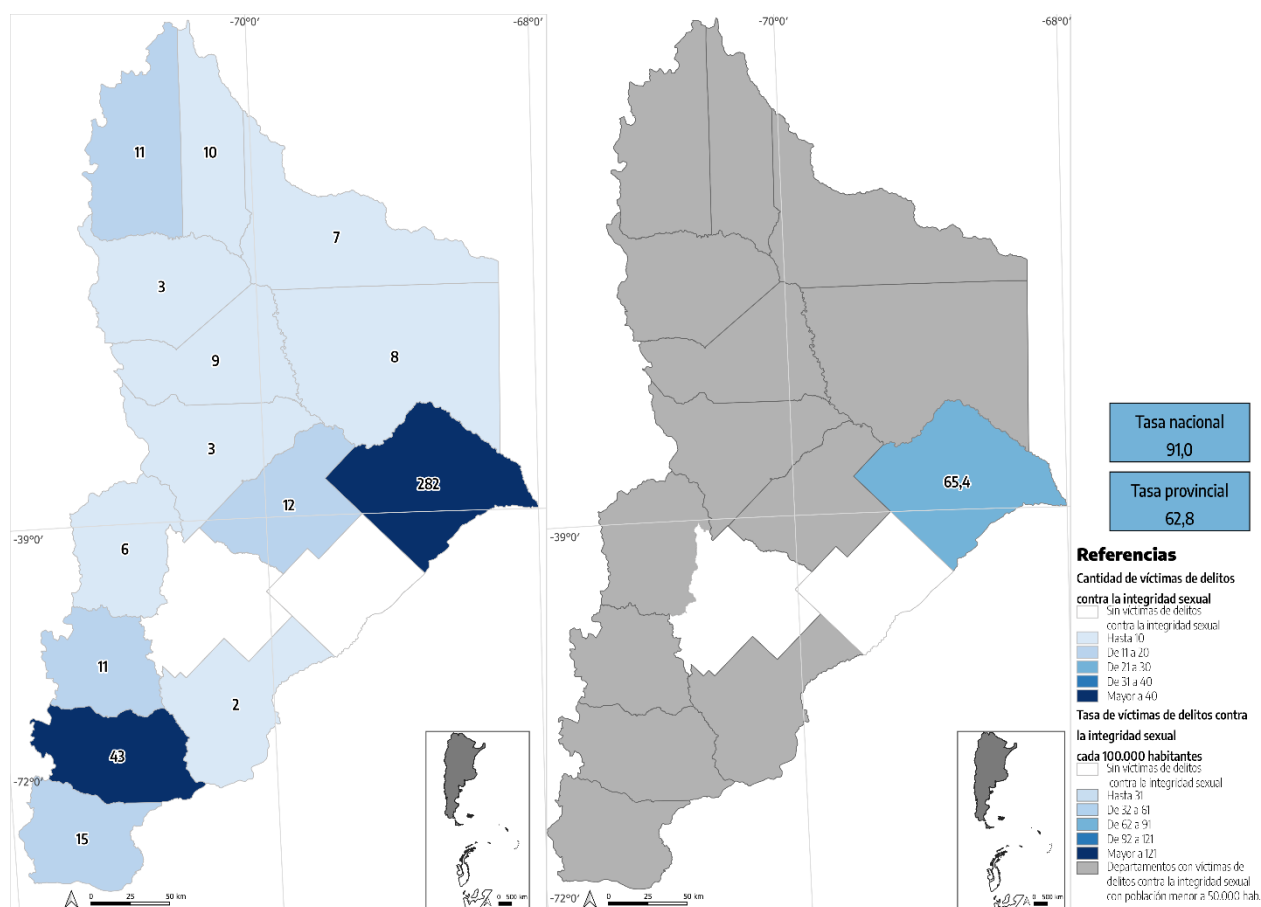 -70°0'
-68°0'
11
10
7
3
9
8
3
12
282
-39°0'
6
11
2
43
-72°0'
15
0 25 50 km
0 500 km
-70°0'
-68°0'
65,4
-39°0'
-72°0'
0 25 50 km
0 500 km
Tasa nacional
91,0
Tasa provincial
62,8
Referencias
Cantidad de víctimas de delitos
contra la integridad sexual
Sin víctimas de delitos
contra la integridad sexual
Hasta 10
De 11 a 20
De 21 a 30
De 31 a 40
Mayor a 40
Tasa de víctimas de delitos contra
la integridad sexual
cada 100.000 habitantes
Sin víctimas de delitos
contra la integridad sexual
Hasta 31
De 32 a 61
De 62 a 91
De 92 a 121
Mayor a 121
Departamentos con víctimas de
delitos contra la integridad sexual
con población menor a 50.000 hab.